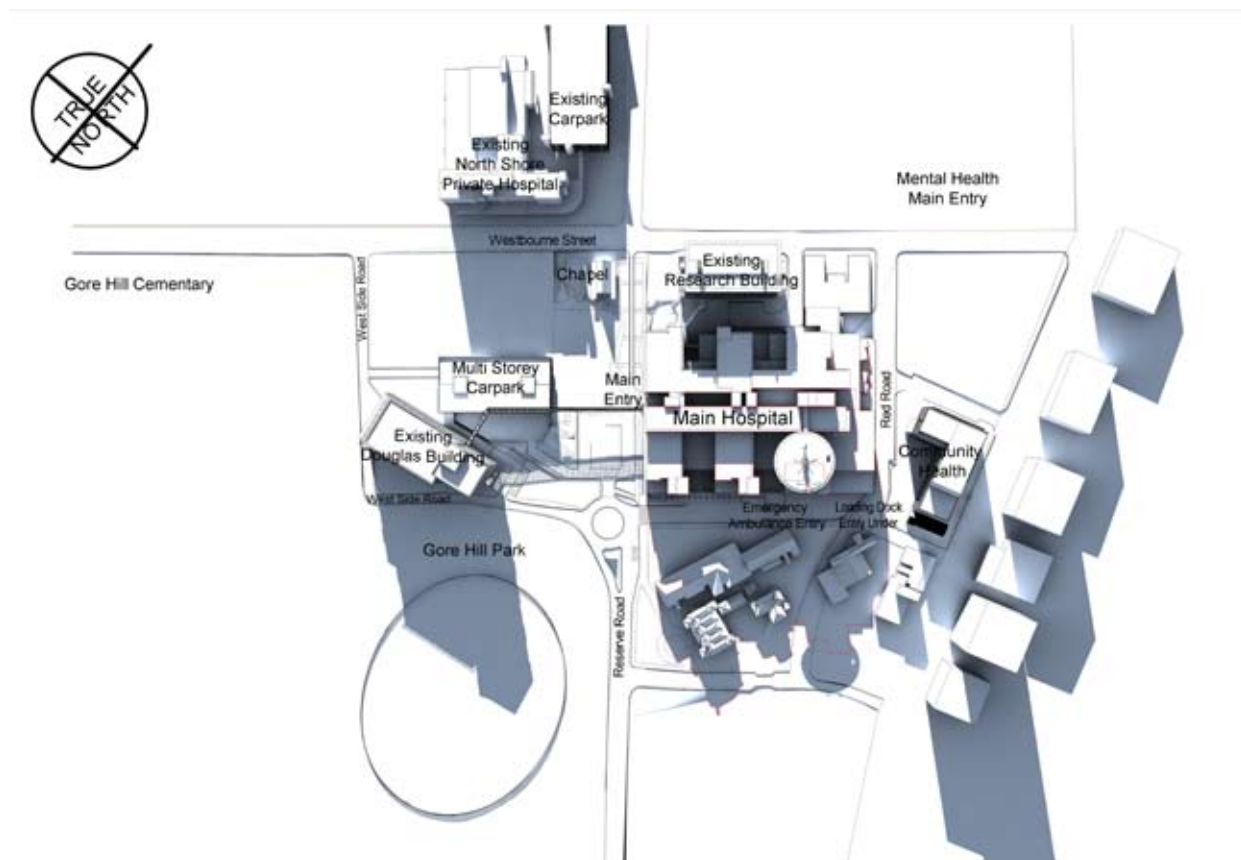 TRUE
NORTH
Existing
Carpark
Existing
North Shore
Private Hospital
Mental Health
Main Entry
Westbourne Street
Gore Hill Cementary
West Side Road
Chapel
Existing
Research Building
Multi Storey
Carpark
Main
Entry
Main Hospital
Red Road
Existing
Douglas Building
Community
Health
West Side Road
Emergency
Ambulance Entry
Loading Dock
Entry Under
Gore Hill Park
Reserve Road